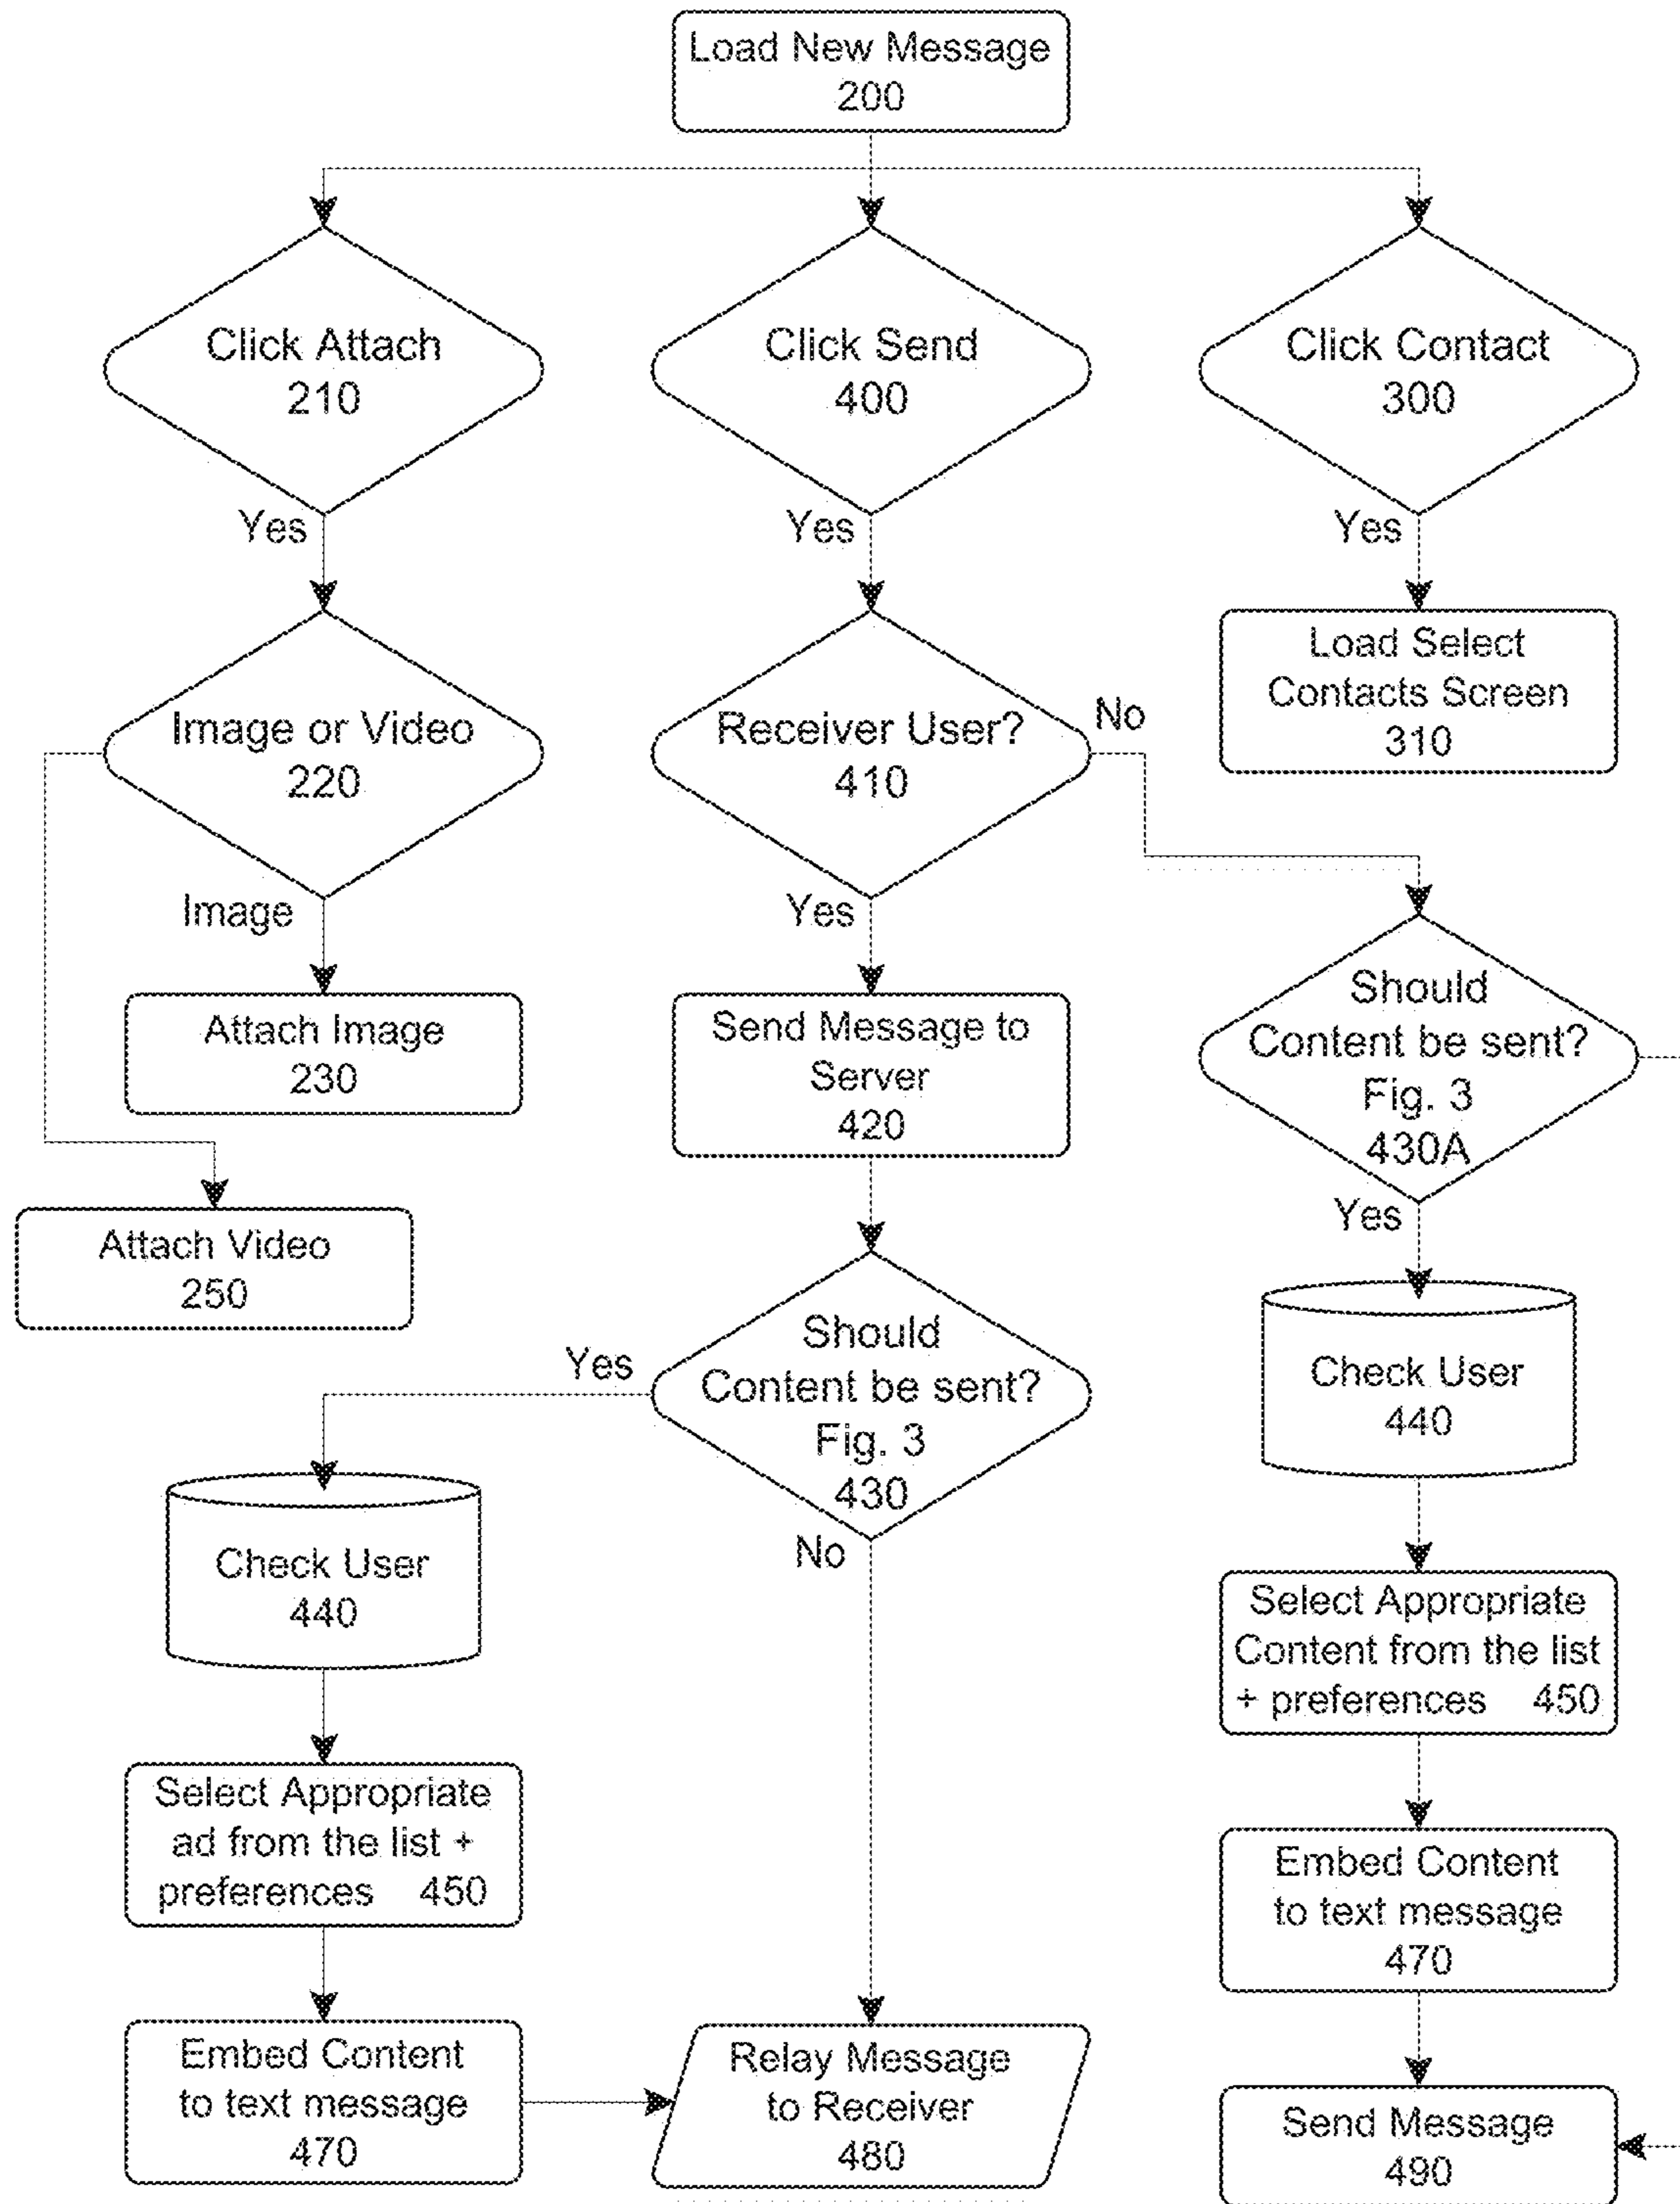 Load New Message
200
Click Attach
210
Click Send
400
Click Contact
300
Yes
Yes
Yes
Image or Video
220
Receiver User?
410
No
Load Select
Contacts Screen
310
Image
Yes
Attach Image
230
Send Message to
Server
420
Should
Content be sent?
Fig. 3
430A
Yes
Attach Video
250
Yes
Should
Content be sent?
Fig. 3
430
No
Check User
440
Check User
440
Select Appropriate
Content from the list
+ preferences 450
Select Appropriate
ad from the list +
preferences 450
Embed Content
to text message
470
Embed Content
to text message
470
Relay Message
to Receiver
480
Send Message
490